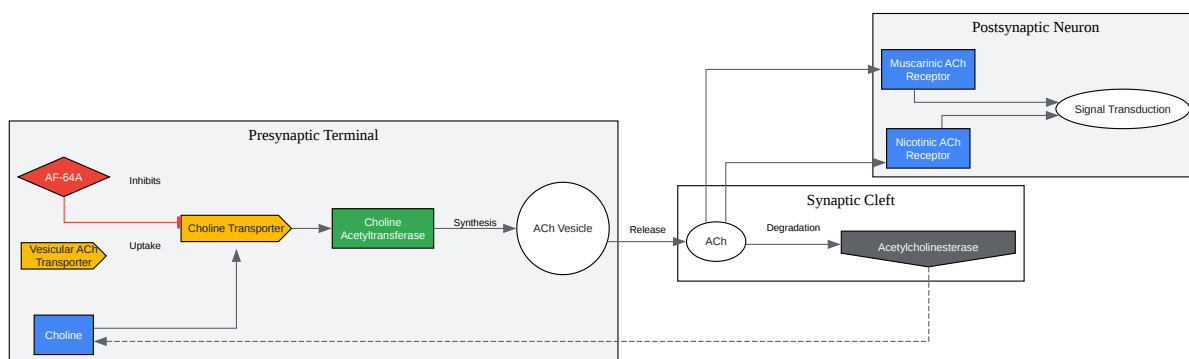 Postsynaptic Neuron
Muscarinic ACh
Receptor
Signal Transduction
Nicotinic ACh
Receptor
Presynaptic Terminal
AF-64A
Inhibits
Choline Transporter
Choline
Acetyltransferase
Synthesis
ACh Vesicle
Uptake
Vesicular ACh
Transporter
Choline
Release
Synaptic Cleft
ACh
Degradation
Acetylcholinesterase